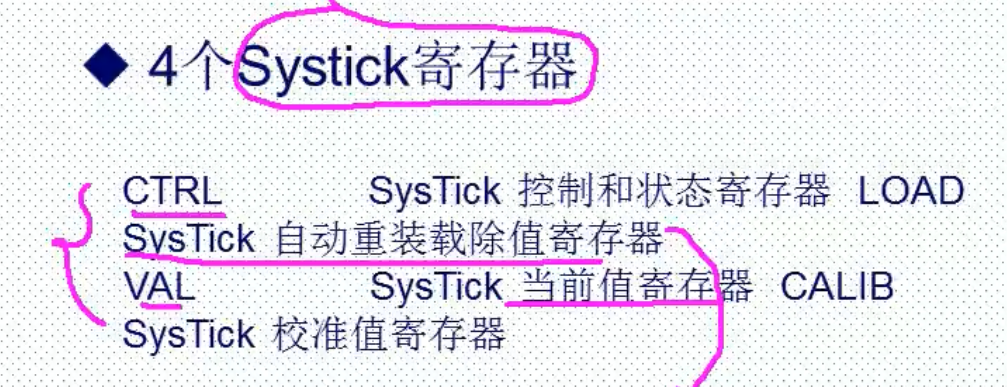 ◆ 4个Systick寄存器
CTRL SysTick 控制和状态寄存器 LOAD
SysTick 自动重装载除值寄存器
VAL SysTick 当前值寄存器 CALIB
SysTick 校准值寄存器